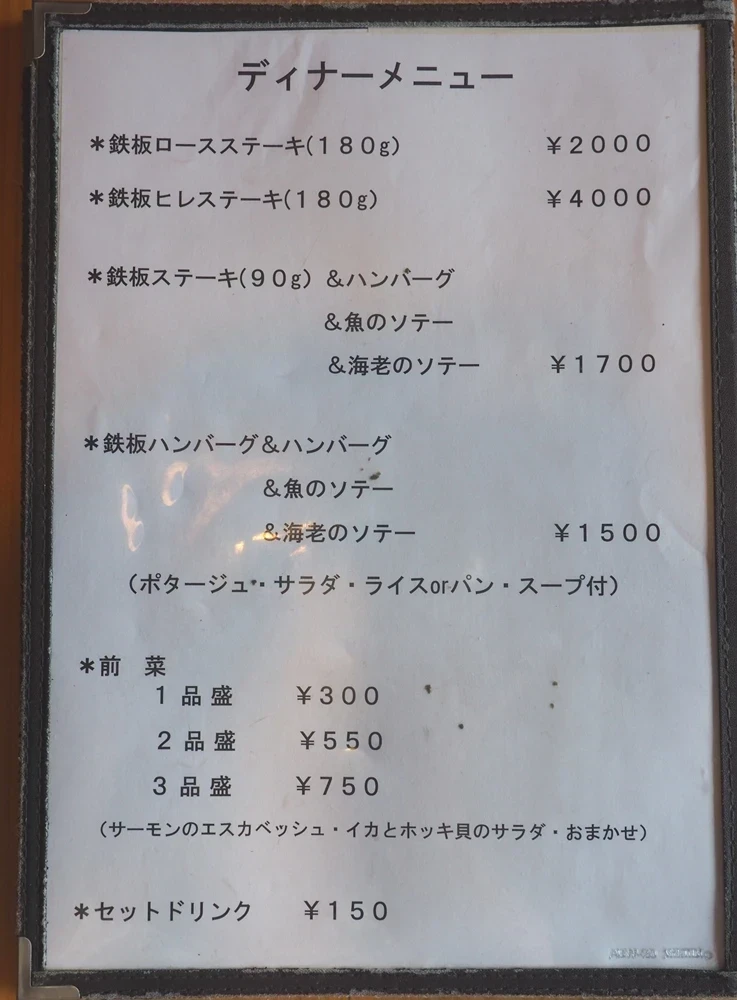 ディナーメニュー
＊鉄板ロースステーキ(１８０g) ￥２０００
＊鉄板ヒレステーキ(１８０g) ￥４０００
＊鉄板ステーキ(９０g) ＆ハンバーグ
＆魚のソテー
＆海老のソテー ￥１７００
＊鉄板ハンバーグ＆ハンバーグ
＆魚のソテー
＆海老のソテー ￥１５００
（ポタージュ・サラダ・ライスorパン・スープ付）
＊前　菜
１ 品 盛 ￥３００
２ 品 盛 ￥５５０
３ 品 盛 ￥７５０
（サーモンのエスカベッシュ・イカとホッキ貝のサラダ・おまかせ）
＊セットドリンク ￥１５０